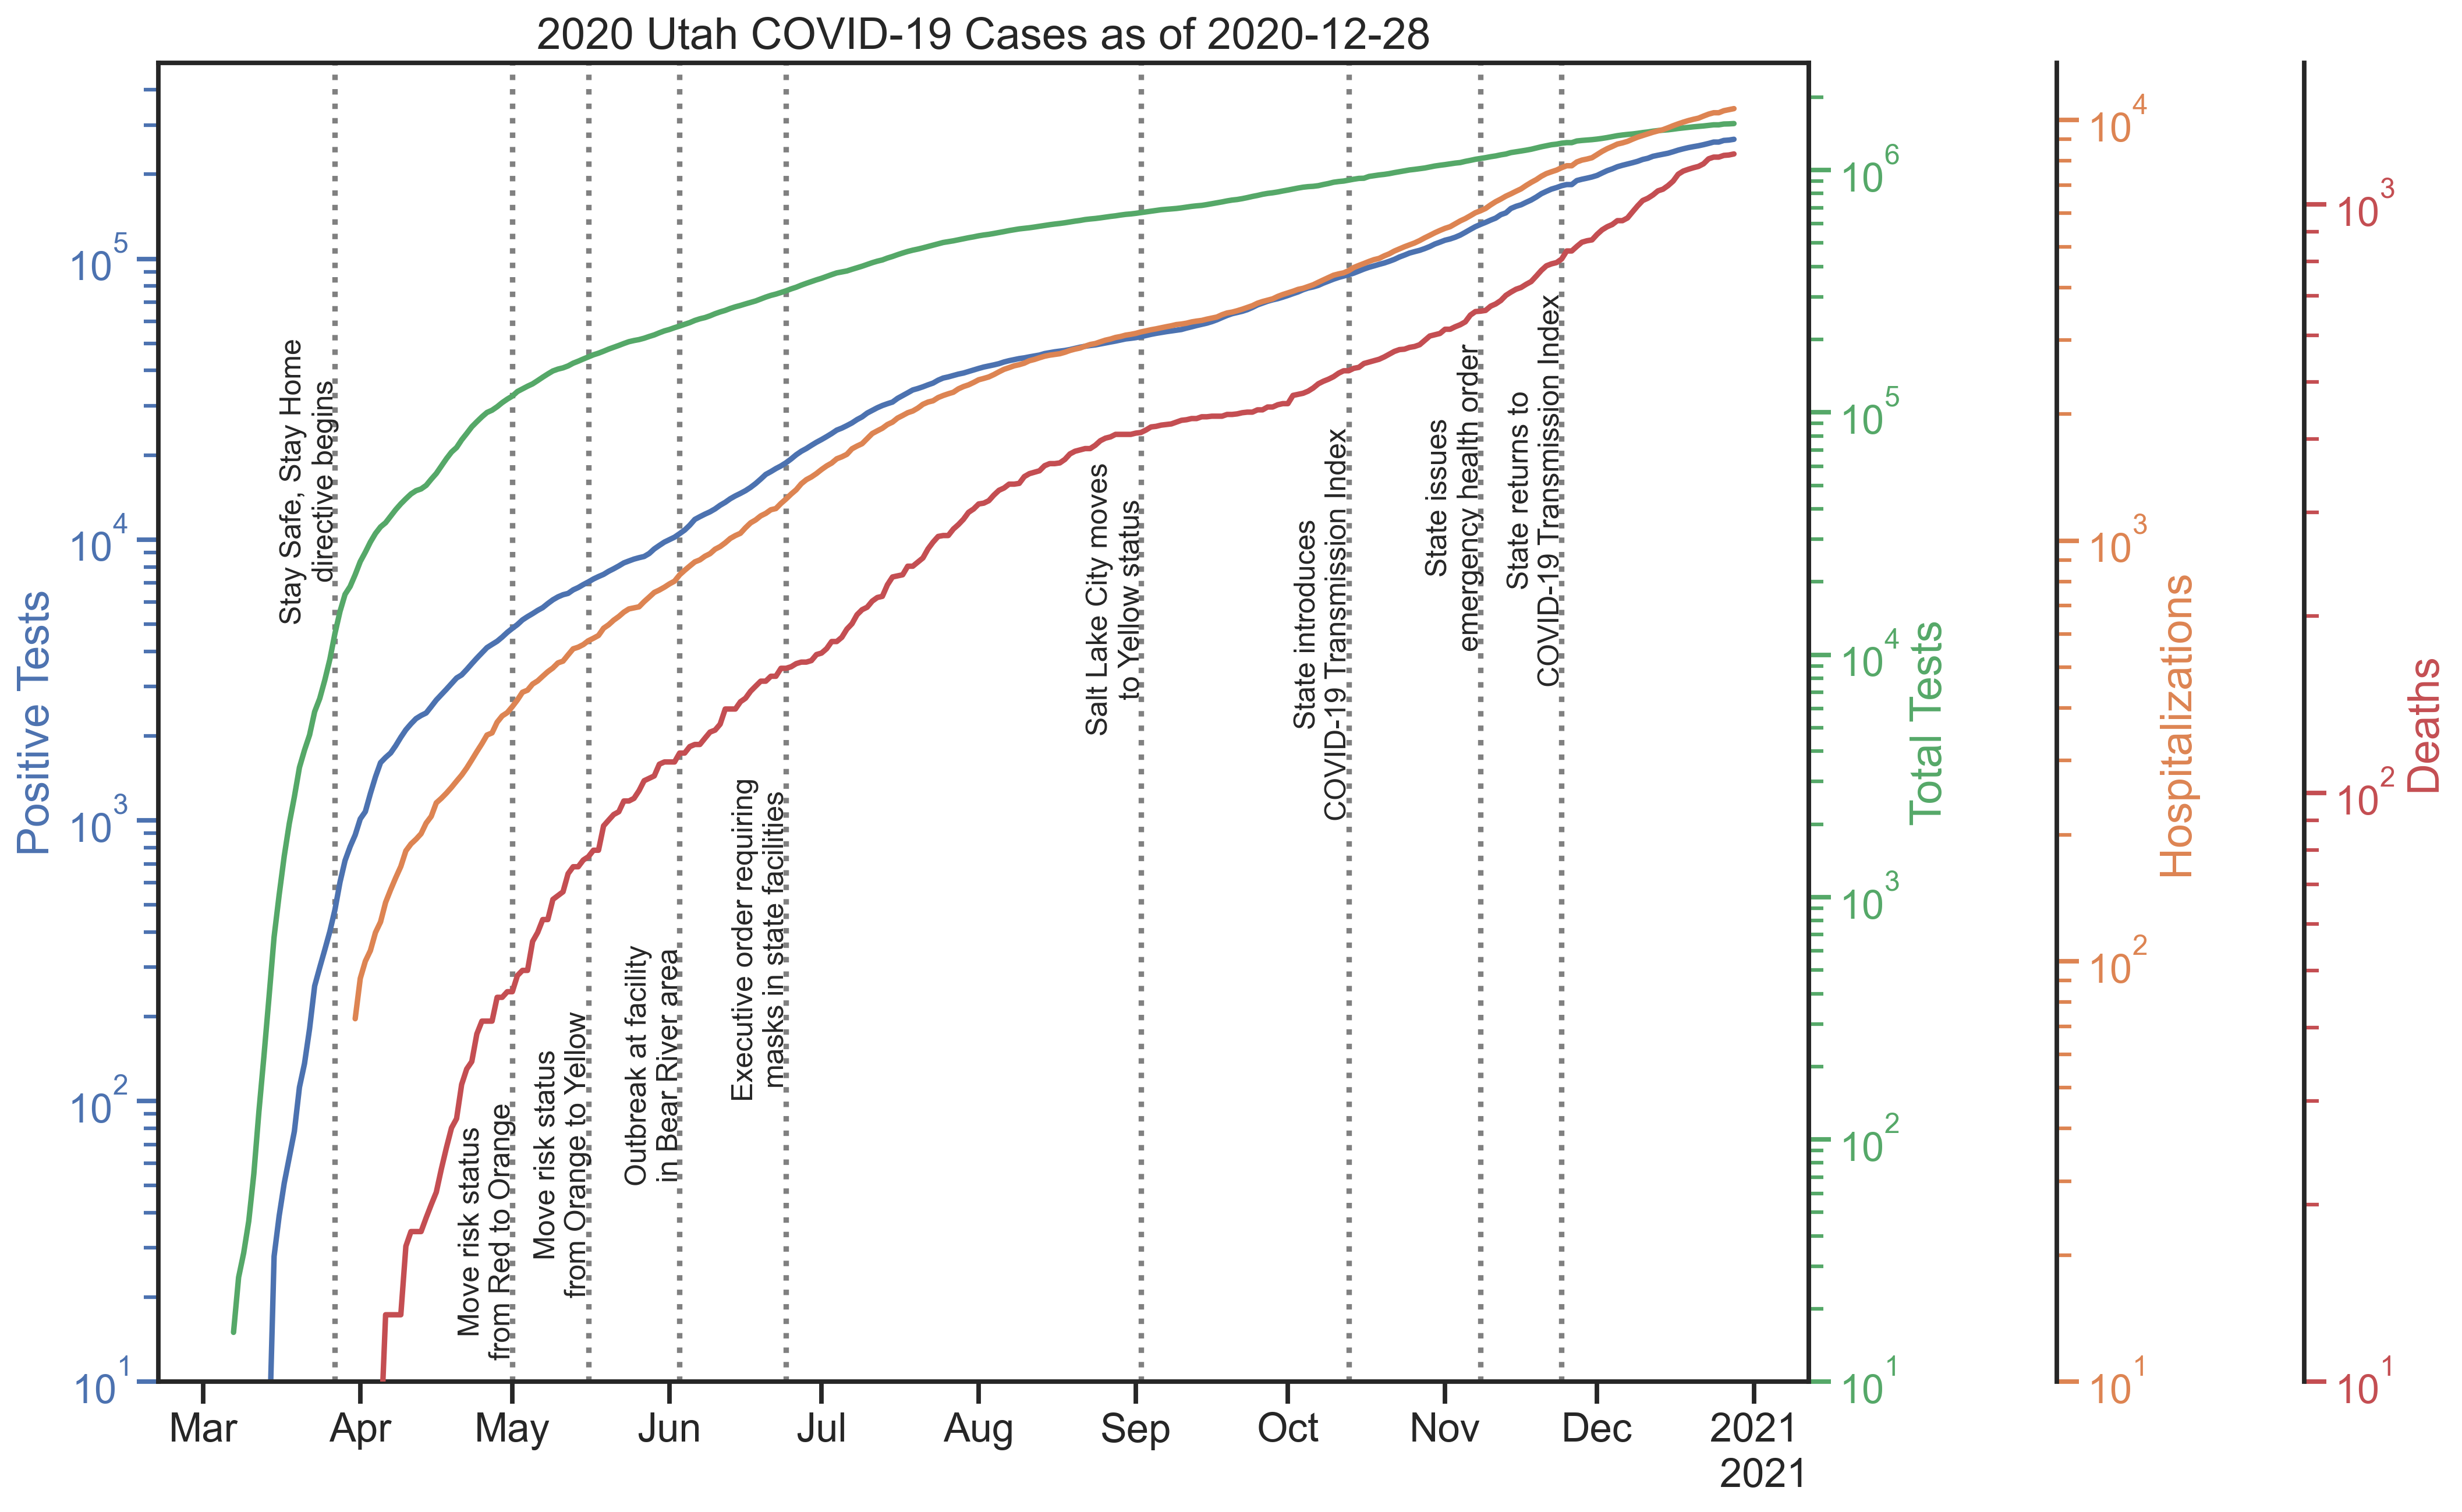 2020 Utah COVID-19 Cases as of 2020-12-28
Positive Tests
10^5
10^4
10^3
10^2
10^1
Stay Safe, Stay Home
directive begins
Move risk status
from Red to Orange
Move risk status
from Orange to Yellow
Outbreak at facility
in Bear River area
Executive order requiring
masks in state facilities
Salt Lake City moves
to Yellow status
State introduces
COVID-19 Transmission Index
State issues
emergency health order
State returns to
COVID-19 Transmission Index
10^6
10^5
10^4
10^3
10^2
10^1
Total Tests
10^4
10^3
10^2
10^1
Hospitalizations
10^3
10^2
10^1
Deaths
Mar Apr May Jun Jul Aug Sep Oct Nov Dec 2021
2021